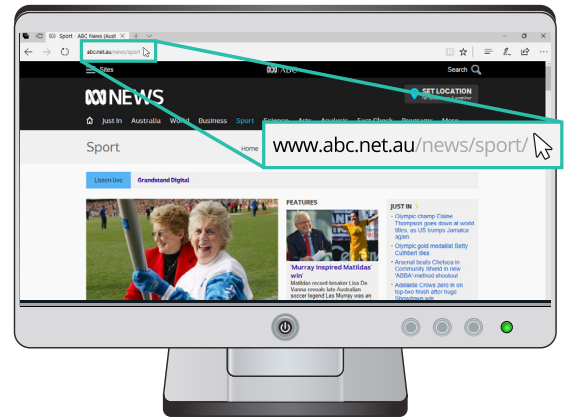 Sport - ABC News (Aust
abc.net.au/news/sport
Sites
ABC
Search
NEWS
SET LOCATION
Just In Australia World Business Sport Science Arts Analysis Fact Check Programs More
Sport
Home
www.abc.net.au/news/sport/
Listen live
Grandstand Digital
FEATURES
'Murray inspired Matildas'
win'
Matildas record-breaker Lisa De
Vanna reveals late Australian
soccer legend Les Murray was an
JUST IN
Olympic champ Elaine
Thompson goes down at world
champs, as US trumps Jamaica
again
Olympic gold medallist Betty
Cuthbert dies
Arsenal beats Chelsea in
Community Shield in new
'ABBA'-method shootout
Adelaide Crows zero in on
top-two finish after huge
Showdown win